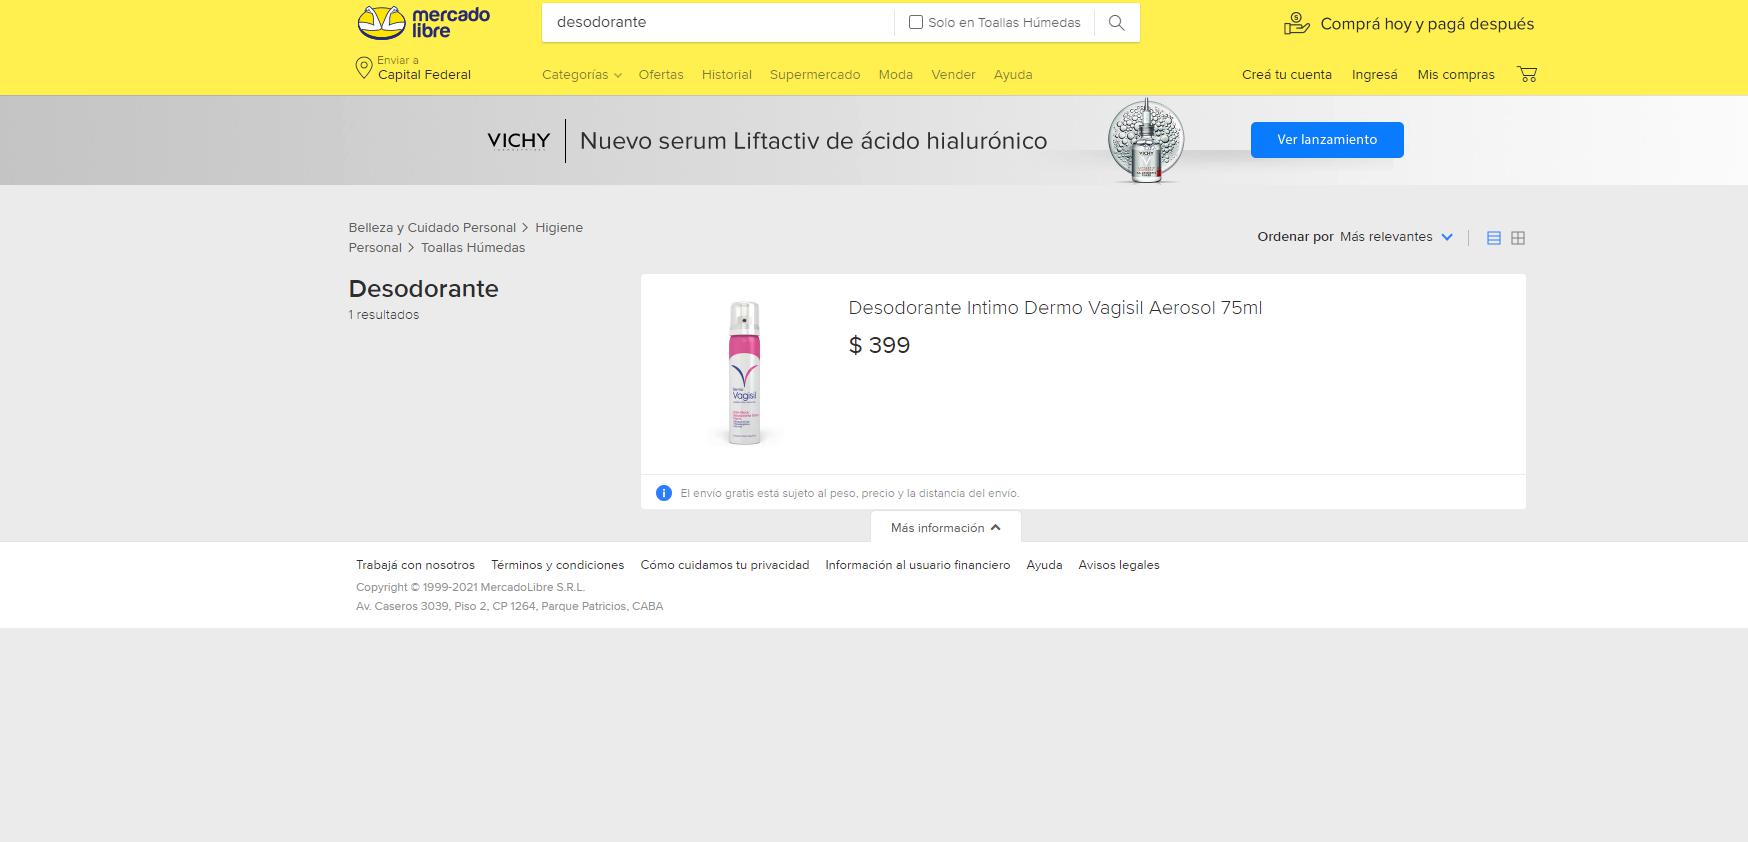 mercado
libre
desodorante
Solo en Toallas Húmedas
Comprá hoy y pagá después
Enviar a
Capital Federal
Categorías
Ofertas
Historial
Supermercado
Moda
Vender
Ayuda
Creá tu cuenta
Ingresá
Mis compras
VICHY
Nuevo serum Liftactiv de ácido hialurónico
VICHY
Ver lanzamiento
Belleza y Cuidado Personal > Higiene
Personal > Toallas Húmedas
Ordenar por Más relevantes
Desodorante
1 resultados
Vagisil
Desodorante Intimo Dermo Vagisil Aerosol 75ml
$ 399
El envío gratis está sujeto al peso, precio y la distancia del envío.
Más información
Trabajá con nosotros
Términos y condiciones
Cómo cuidamos tu privacidad
Información al usuario financiero
Ayuda
Avisos legales
Copyright © 1999-2021 MercadoLibre S.R.L.
Av. Caseros 3039, Piso 2, CP 1264, Parque Patricios, CABA